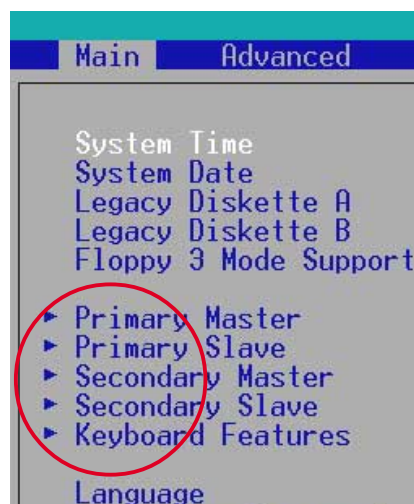 Main Advanced
System Time
System Date
Legacy Diskette A
Legacy Diskette B
Floppy 3 Mode Support
Primary Master
Primary Slave
Secondary Master
Secondary Slave
Keyboard Features
Language